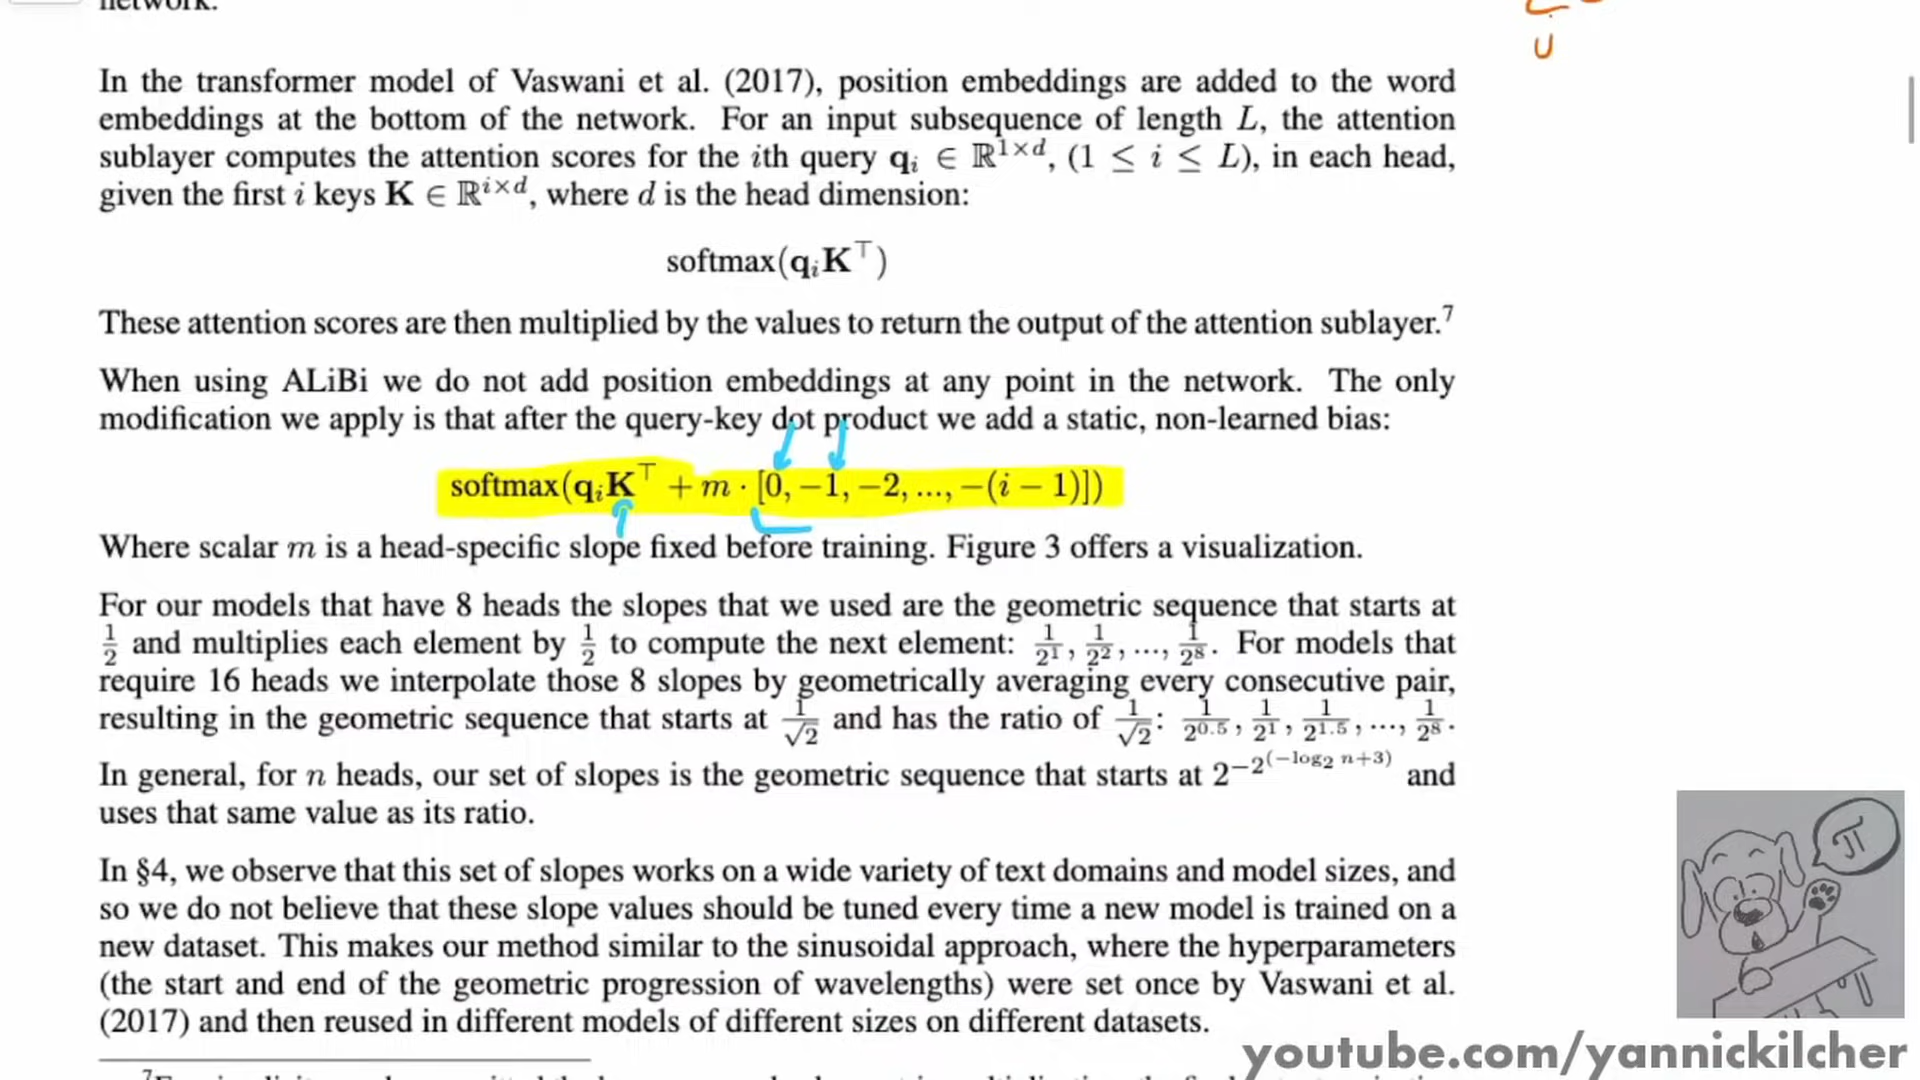 network.
In the transformer model of Vaswani et al. (2017), position embeddings are added to the word
embeddings at the bottom of the network. For an input subsequence of length L, the attention
sublayer computes the attention scores for the ith query qᵢ ∈ ℝ^{1×d}, (1 ≤ i ≤ L), in each head,
given the first i keys K ∈ ℝ^{i×d}, where d is the head dimension:
softmax(qᵢK^⊤)
These attention scores are then multiplied by the values to return the output of the attention sublayer.⁷
When using ALiBi we do not add position embeddings at any point in the network. The only
modification we apply is that after the query-key dot product we add a static, non-learned bias:
softmax(qᵢK^⊤ + m · [0, −1, −2, ..., −(i − 1)])
Where scalar m is a head-specific slope fixed before training. Figure 3 offers a visualization.
For our models that have 8 heads the slopes that we used are the geometric sequence that starts at
1/2 and multiplies each element by 1/2 to compute the next element: 1/2^1, 1/2^2, ..., 1/2^8. For models that
require 16 heads we interpolate those 8 slopes by geometrically averaging every consecutive pair,
resulting in the geometric sequence that starts at 1/√2 and has the ratio of 1/√2: 1/2^0.5, 1/2^1, 1/2^1.5, ..., 1/2^8.
In general, for n heads, our set of slopes is the geometric sequence that starts at 2^{−2^{(−log₂ n+3)}} and
uses that same value as its ratio.
In §4, we observe that this set of slopes works on a wide variety of text domains and model sizes, and
so we do not believe that these slope values should be tuned every time a new model is trained on a
new dataset. This makes our method similar to the sinusoidal approach, where the hyperparameters
(the start and end of the geometric progression of wavelengths) were set once by Vaswani et al.
(2017) and then reused in different models of different sizes on different datasets.
π
youtube.com/yannickilcher